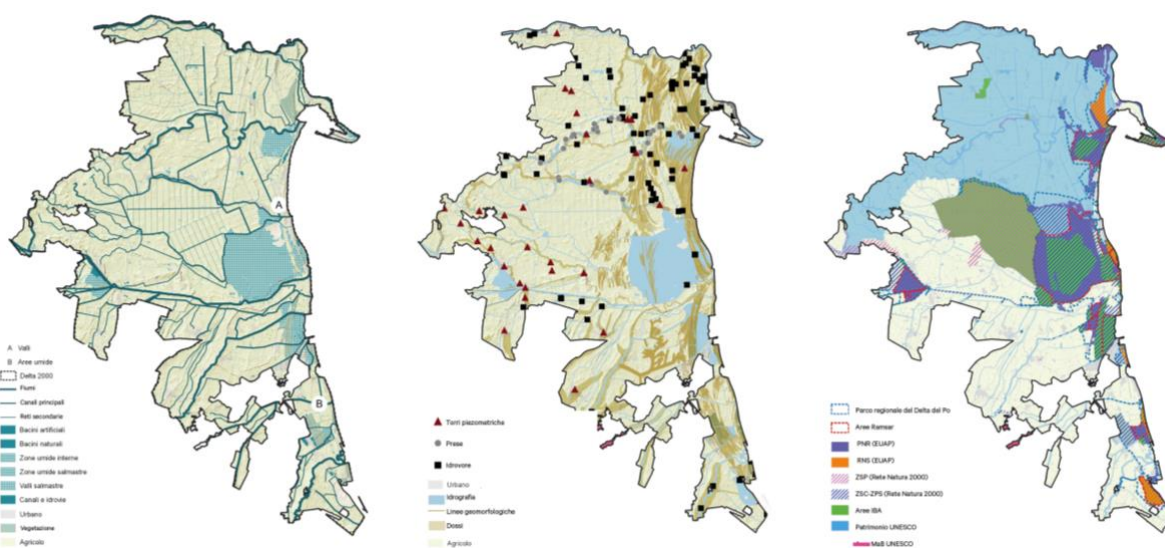 A
B
A Valli
B Aree umide
Delta 2000
Fiumi
Canali principali
Reti secondarie
Bacini artificiali
Bacini naturali
Zone umide interne
Zone umide salmastre
Valli salmastre
Canali e idrovie
Urbano
Vegetazione
Agricolo
Torri piezometriche
Prese
Idrovore
Urbano
Idrografia
Linee geomorfologiche
Dossi
Agricolo
Parco regionale del Delta del Po
Aree Ramsar
PNR (EUAP)
RNS (EUAP)
ZSP (Rete Natura 2000)
ZSC-ZPS (Rete Natura 2000)
Aree IBA
Patrimonio UNESCO
MaB UNESCO